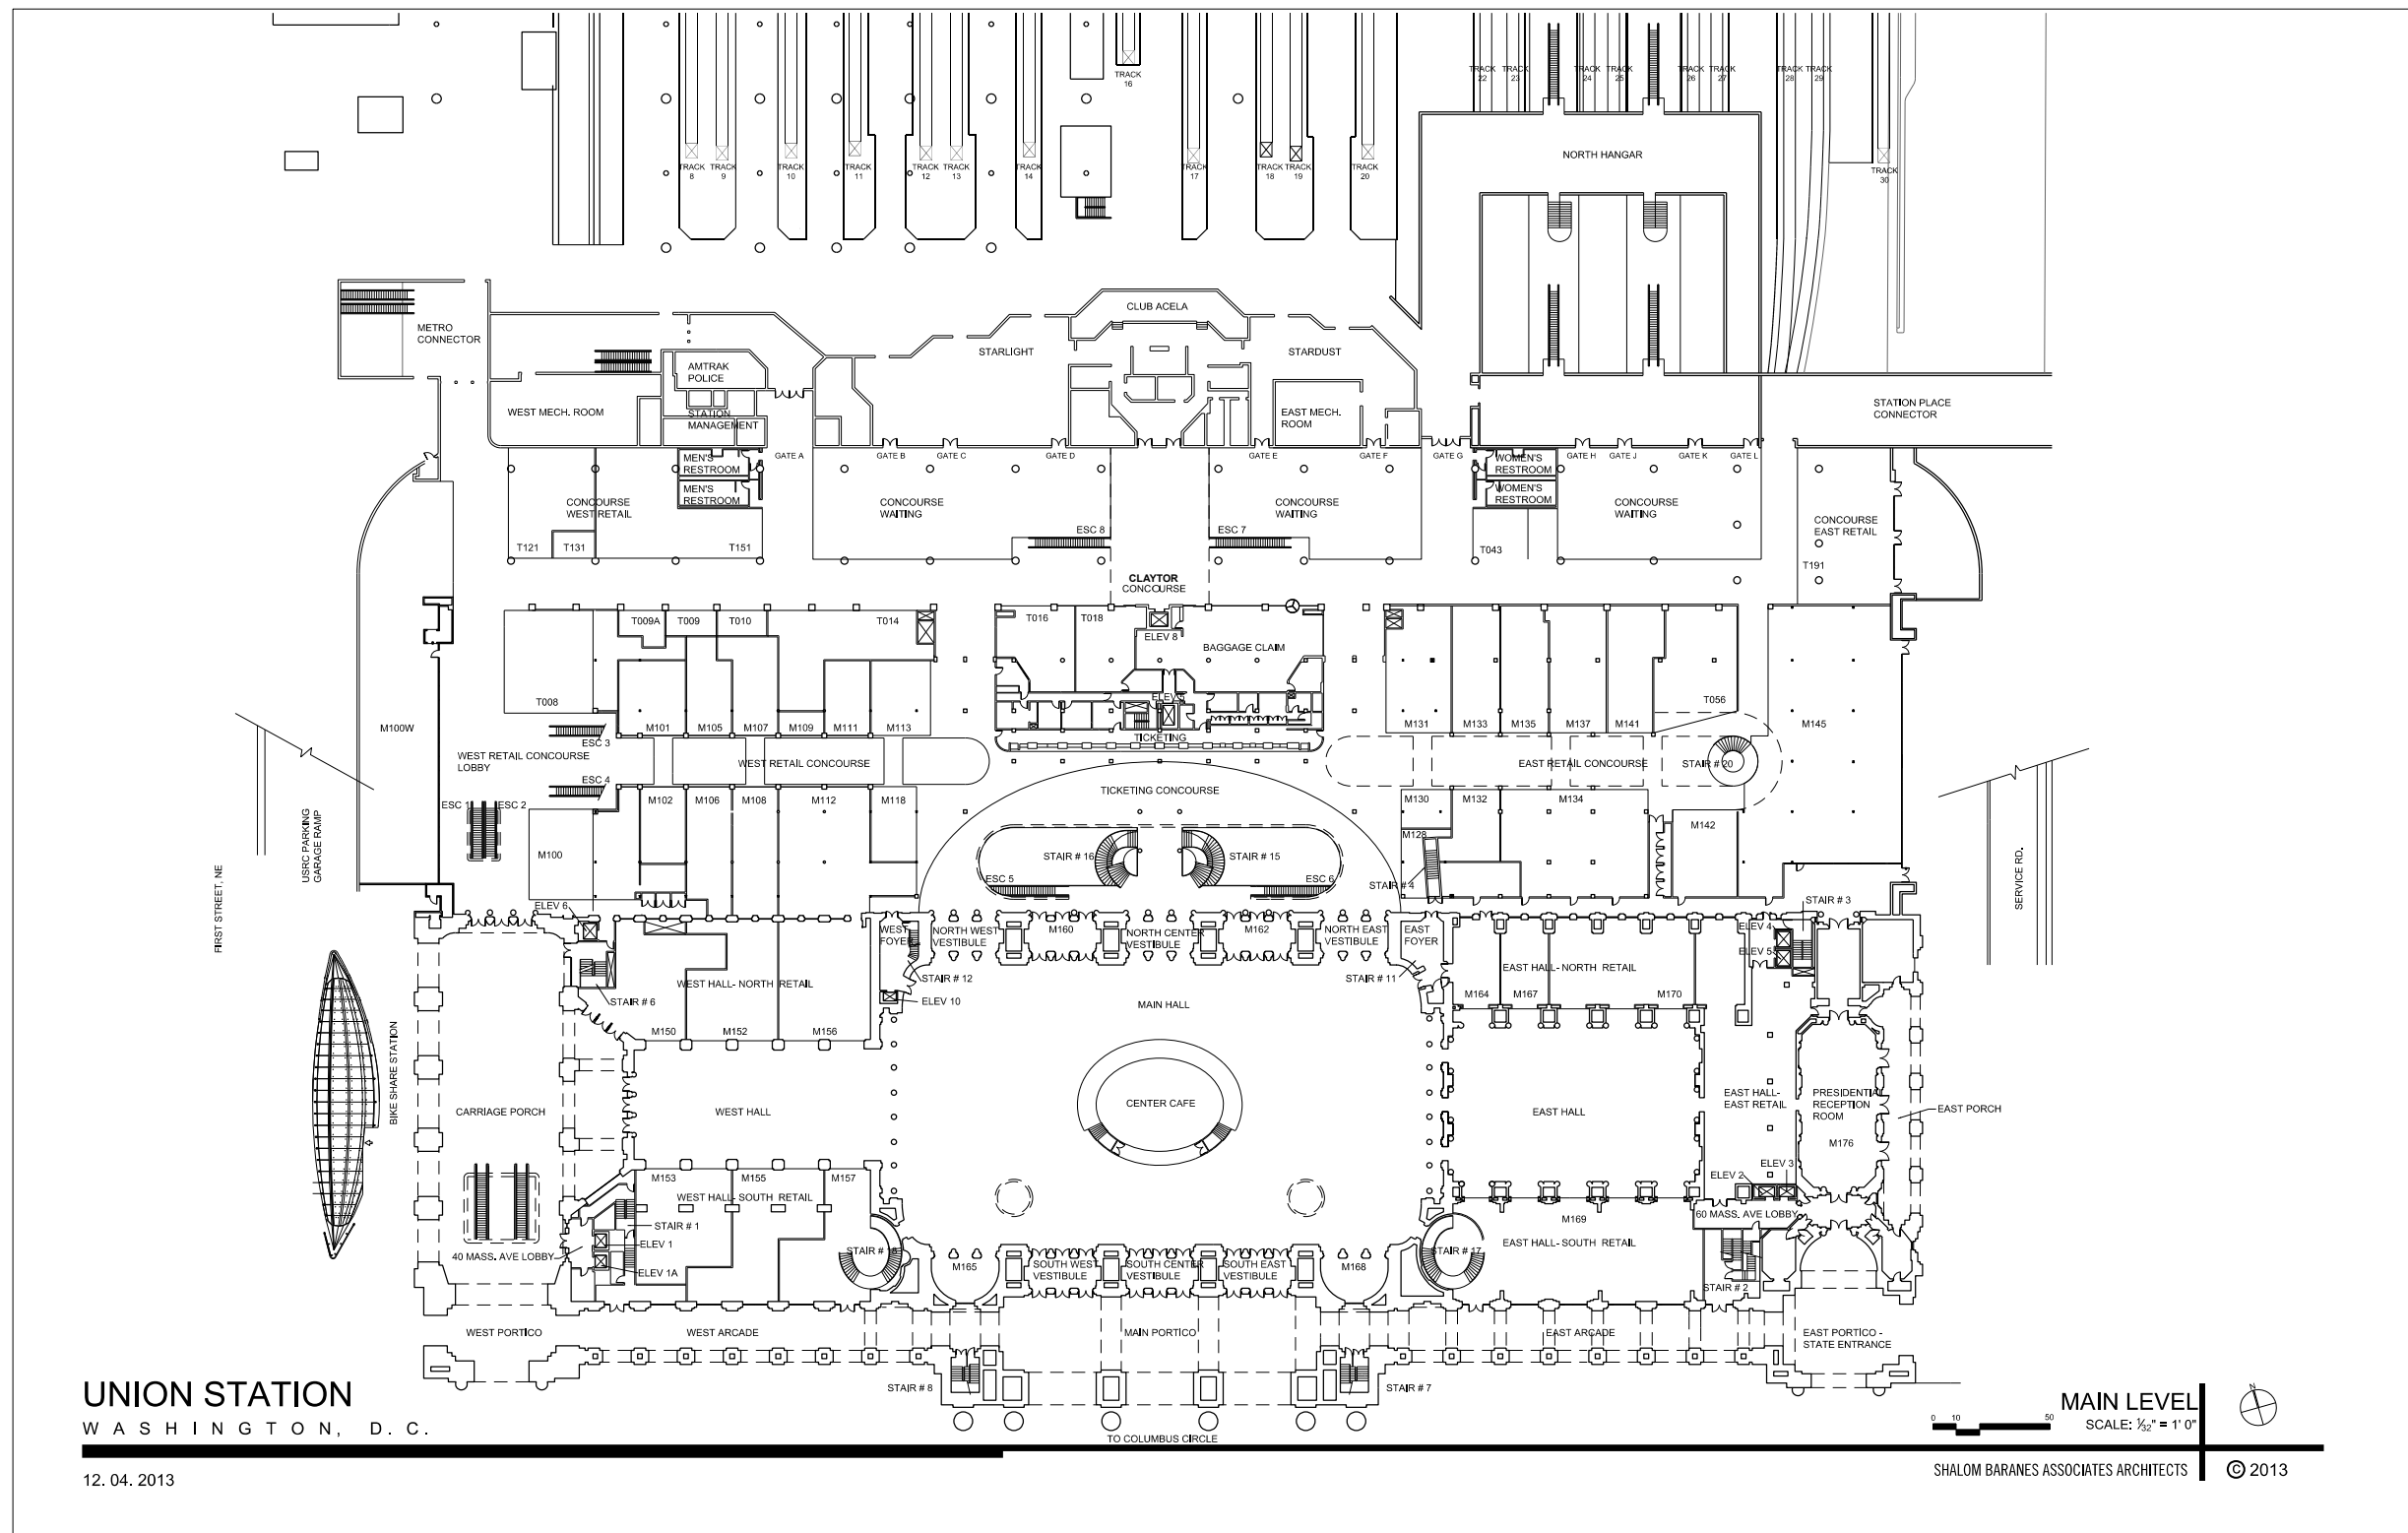 TRACK 22
TRACK 23
TRACK 24
TRACK 25
TRACK 26
TRACK 27
TRACK 28
TRACK 29
TRACK
16
NORTH HANGAR
TRACK
8
TRACK
9
TRACK
10
TRACK
11
TRACK
12
TRACK
13
TRACK
14
TRACK
17
TRACK
18
TRACK
19
TRACK
20
TRACK
30
CLUB ACELA
METRO
CONNECTOR
STARLIGHT
STARDUST
AMTRAK
POLICE
WEST MECH. ROOM
STATION
MANAGEMENT
EAST MECH.
ROOM
STATION PLACE
CONNECTOR
GATE A
GATE B
GATE C
GATE D
GATE E
GATE F
GATE G
GATE H
GATE J
GATE K
GATE L
MEN'S
RESTROOM
MEN'S
RESTROOM
WOMEN'S
RESTROOM
WOMEN'S
RESTROOM
CONCOURSE
WEST RETAIL
CONCOURSE
WAITING
CONCOURSE
WAITING
CONCOURSE
WAITING
CONCOURSE
EAST RETAIL
ESC 8
ESC 7
T121
T131
T151
T043
T191
CLAYTOR
CONCOURSE
T009A
T009
T010
T014
T016
T018
ELEV 8
BAGGAGE CLAIM
T008
ELEV 5
T056
M100W
M101
M105
M107
M109
M111
M113
TICKETING
M131
M133
M135
M137
M141
M145
ESC 3
WEST RETAIL CONCOURSE
LOBBY
WEST RETAIL CONCOURSE
EAST RETAIL CONCOURSE
STAIR # 20
ESC 4
ESC 1
ESC 2
M102
M106
M108
M112
M118
TICKETING CONCOURSE
M130
M132
M134
M142
M128
M100
STAIR # 16
STAIR # 15
ESC 5
ESC 6
STAIR # 4
FIRST STREET, NE
USRC PARKING
GARAGE RAMP
SERVICE RD.
ELEV 6
STAIR # 3
WEST
FOYER
NORTH WEST
VESTIBULE
M160
NORTH CENTER
VESTIBULE
M162
NORTH EAST
VESTIBULE
EAST
FOYER
ELEV 4
ELEV 5
STAIR # 12
STAIR # 11
WEST HALL- NORTH RETAIL
EAST HALL- NORTH RETAIL
STAIR # 6
ELEV 10
MAIN HALL
M164
M167
M170
M150
M152
M156
BIKE SHARE STATION
CARRIAGE PORCH
WEST HALL
CENTER CAFE
EAST HALL
EAST HALL-
EAST RETAIL
PRESIDENTIAL
RECEPTION
ROOM
EAST PORCH
M176
M153
M155
M157
ELEV 2
ELEV 3
WEST HALL- SOUTH RETAIL
M169
60 MASS. AVE LOBBY
STAIR # 1
ELEV 1
40 MASS. AVE LOBBY
ELEV 1A
STAIR # 18
STAIR # 17
EAST HALL- SOUTH RETAIL
M165
SOUTH WEST
VESTIBULE
SOUTH CENTER
VESTIBULE
SOUTH EAST
VESTIBULE
M168
STAIR # 2
WEST PORTICO
WEST ARCADE
MAIN PORTICO
EAST ARCADE
EAST PORTICO -
STATE ENTRANCE
STAIR # 8
STAIR # 7
TO COLUMBUS CIRCLE
UNION STATION
WASHINGTON, D.C.
12. 04. 2013
0 10 50
MAIN LEVEL
SCALE: 1/32" = 1' 0"
N
SHALOM BARANES ASSOCIATES ARCHITECTS
© 2013